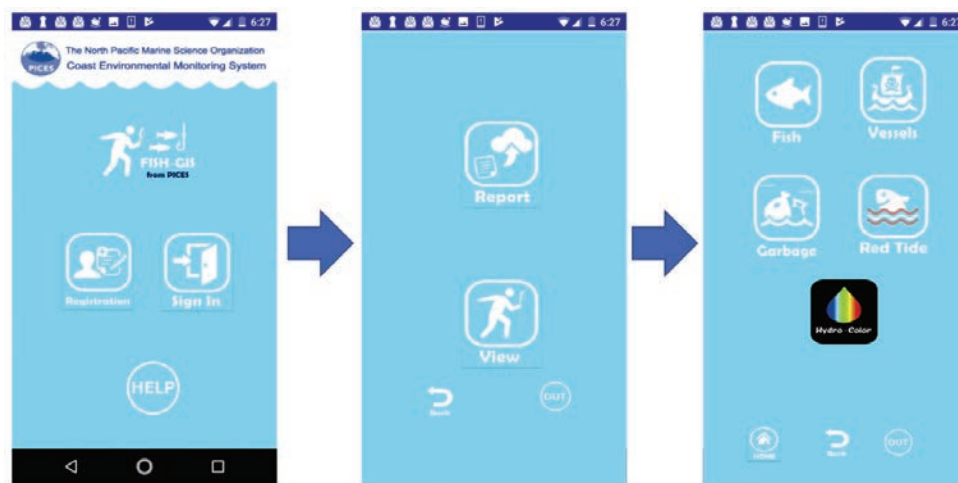 6:27
The North Pacific Marine Science Organization
Coast Environmental Monitoring System
PICES
FISH GIS
from PICES
Registration
Sign In
HELP
6:27
Report
View
Back
OUT
6:27
Fish
Vessels
Garbage
Red Tide
Hydro-Color
HOME
Back
OUT